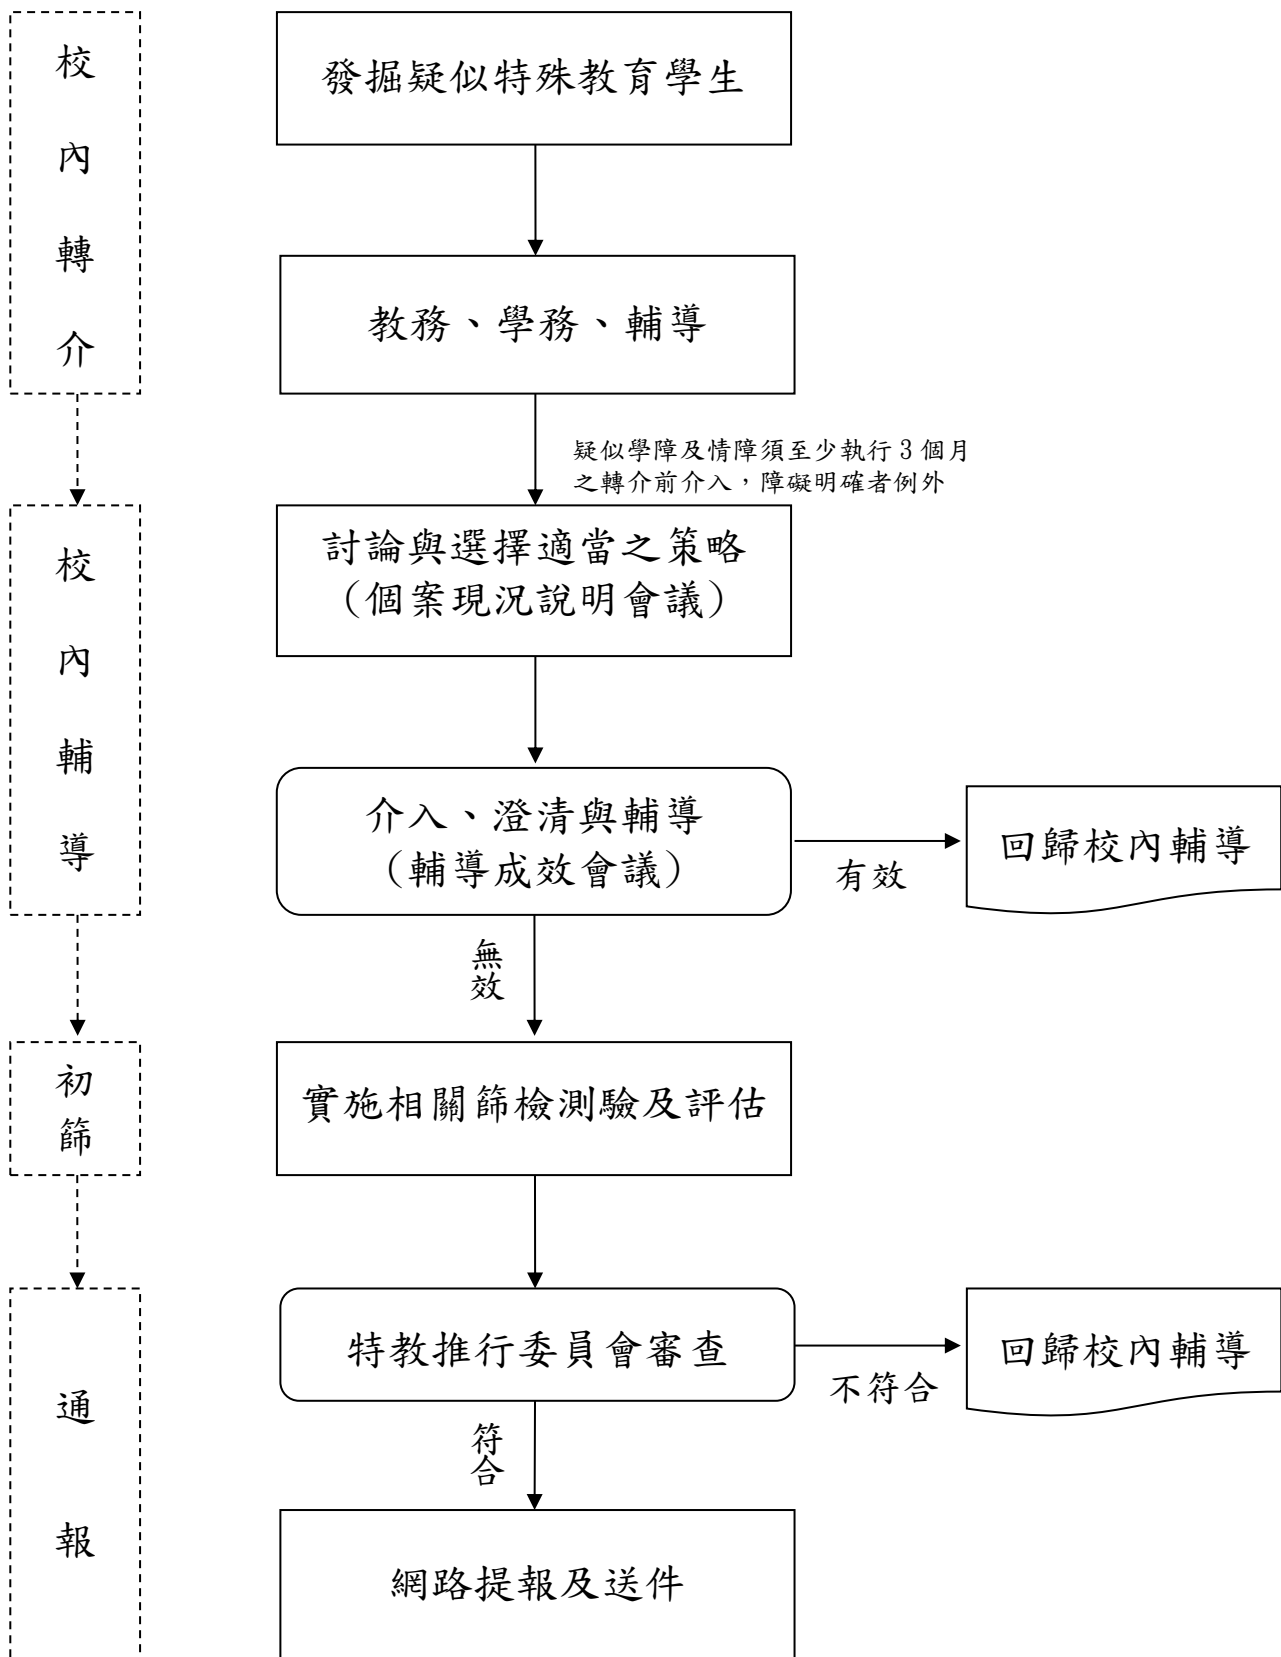 校內轉介
發掘疑似特殊教育學生
教務、學務、輔導
疑似學障及情障須至少執行3個月
之轉介前介入，障礙明確者例外
校內輔導
討論與選擇適當之策略
（個案現況說明會議）
介入、澄清與輔導
（輔導成效會議）
有效
回歸校內輔導
無效
初篩
實施相關篩檢測驗及評估
通報
特教推行委員會審查
不符合
回歸校內輔導
符合
網路提報及送件